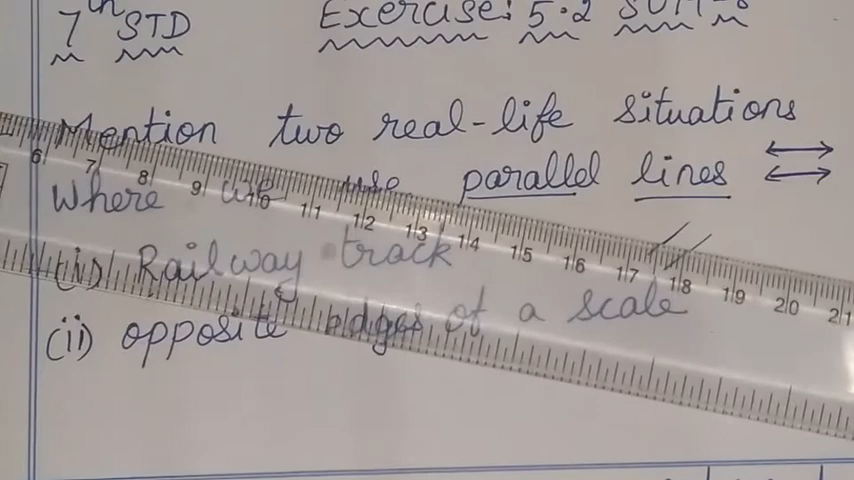 7th STD Exercise: 5.2
Mention two real-life situations
where we use parallel lines
(i) Railway track
(ii) opposite edges of a scale
6 7 8 9 10 11 12 13 14 15 16 17 18 19 20 21